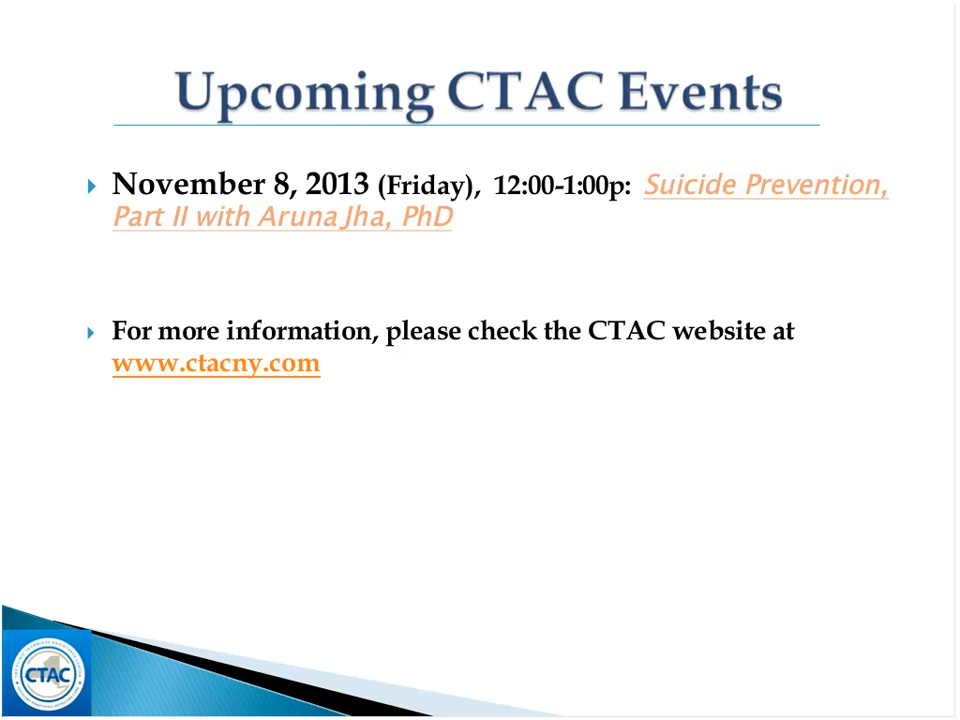 Upcoming CTAC Events
November 8, 2013 (Friday), 12:00-1:00p: Suicide Prevention,
Part II with Aruna Jha, PhD
For more information, please check the CTAC website at
www.ctacny.com
CTAC